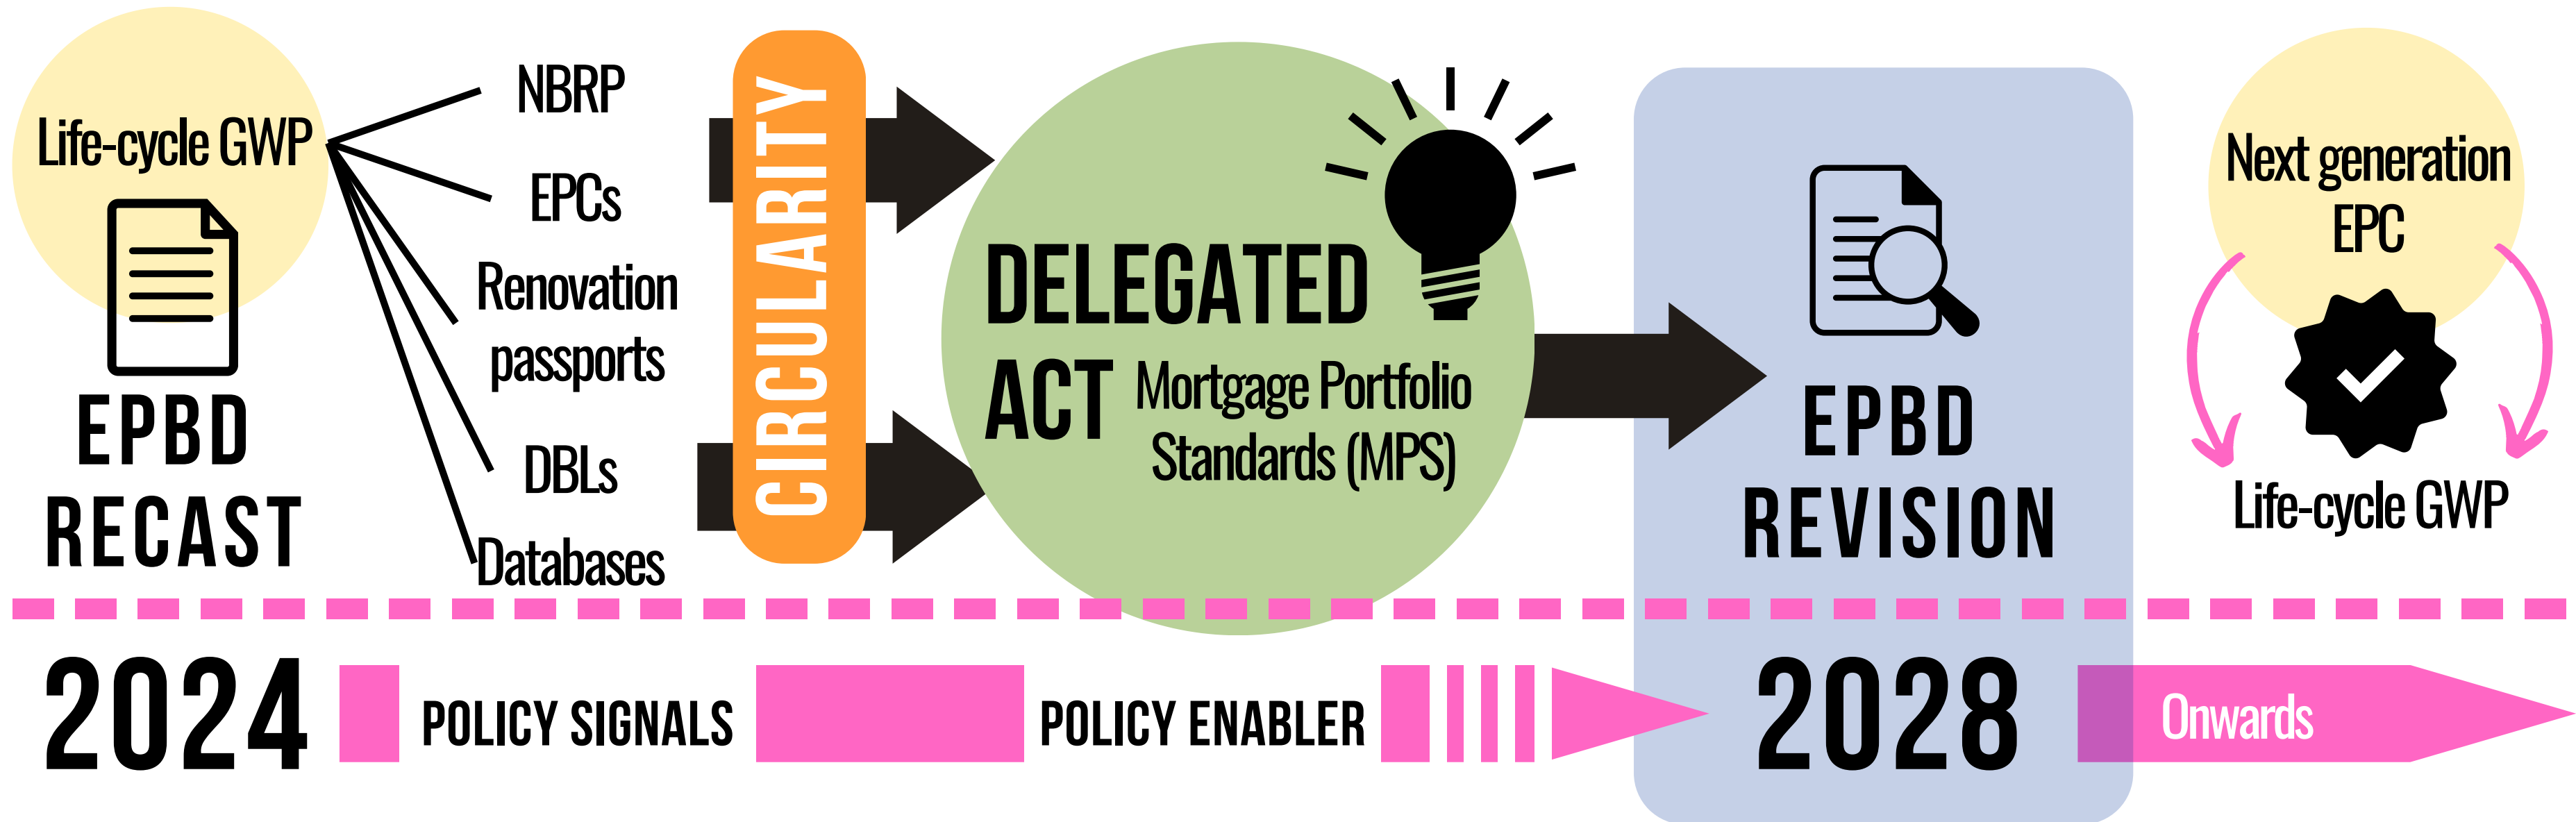 Life-cycle GWP
EPBD
RECAST
NBRP
EPCs
Renovation
passports
DBLs
Databases
CIRCULARITY
DELEGATED
ACT
Mortgage Portfolio
Standards (MPS)
EPBD
REVISION
Next generation
EPC
Life-cycle GWP
2024
POLICY SIGNALS
POLICY ENABLER
2028
Onwards